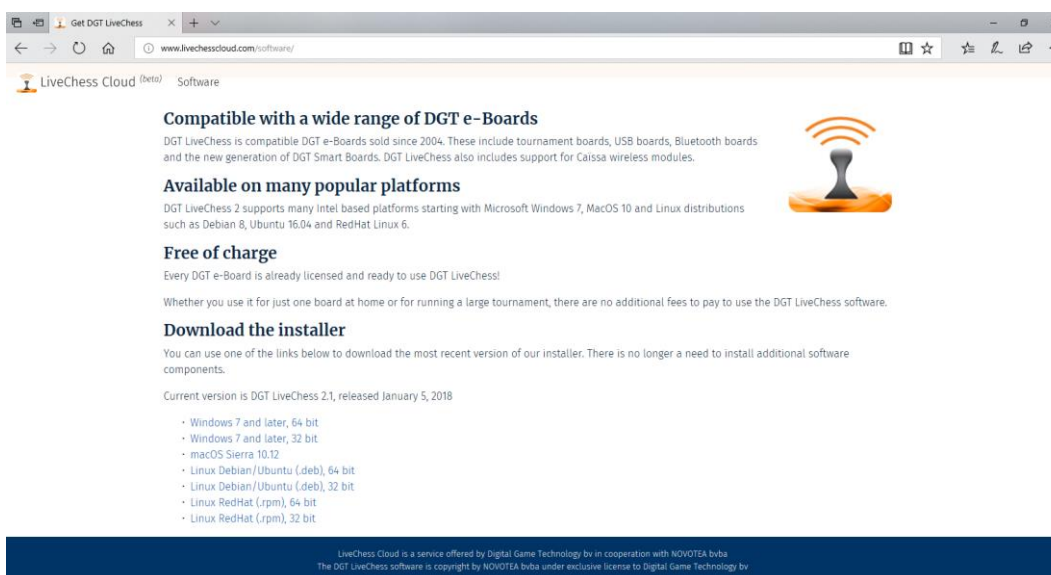 Get DGT LiveChess
www.livechesscloud.com/software/
LiveChess Cloud (beta) Software
Compatible with a wide range of DGT e-Boards
DGT LiveChess is compatible DGT e-Boards sold since 2004. These include tournament boards, USB boards, Bluetooth boards
and the new generation of DGT Smart Boards. DGT LiveChess also includes support for Caïssa wireless modules.
Available on many popular platforms
DGT LiveChess 2 supports many Intel based platforms starting with Microsoft Windows 7, MacOS 10 and Linux distributions
such as Debian 8, Ubuntu 16.04 and RedHat Linux 6.
Free of charge
Every DGT e-Board is already licensed and ready to use DGT LiveChess!
Whether you use it for just one board at home or for running a large tournament, there are no additional fees to pay to use the DGT LiveChess software.
Download the installer
You can use one of the links below to download the most recent version of our installer. There is no longer a need to install additional software
components.
Current version is DGT LiveChess 2.1, released January 5, 2018
• Windows 7 and later, 64 bit
• Windows 7 and later, 32 bit
• macOS Sierra 10.12
• Linux Debian/Ubuntu (.deb), 64 bit
• Linux Debian/Ubuntu (.deb), 32 bit
• Linux RedHat (.rpm), 64 bit
• Linux RedHat (.rpm), 32 bit
LiveChess Cloud is a service offered by Digital Game Technology bv in cooperation with NOVOTEA bvba
The DGT LiveChess software is copyright by NOVOTEA bvba under exclusive license to Digital Game Technology bv